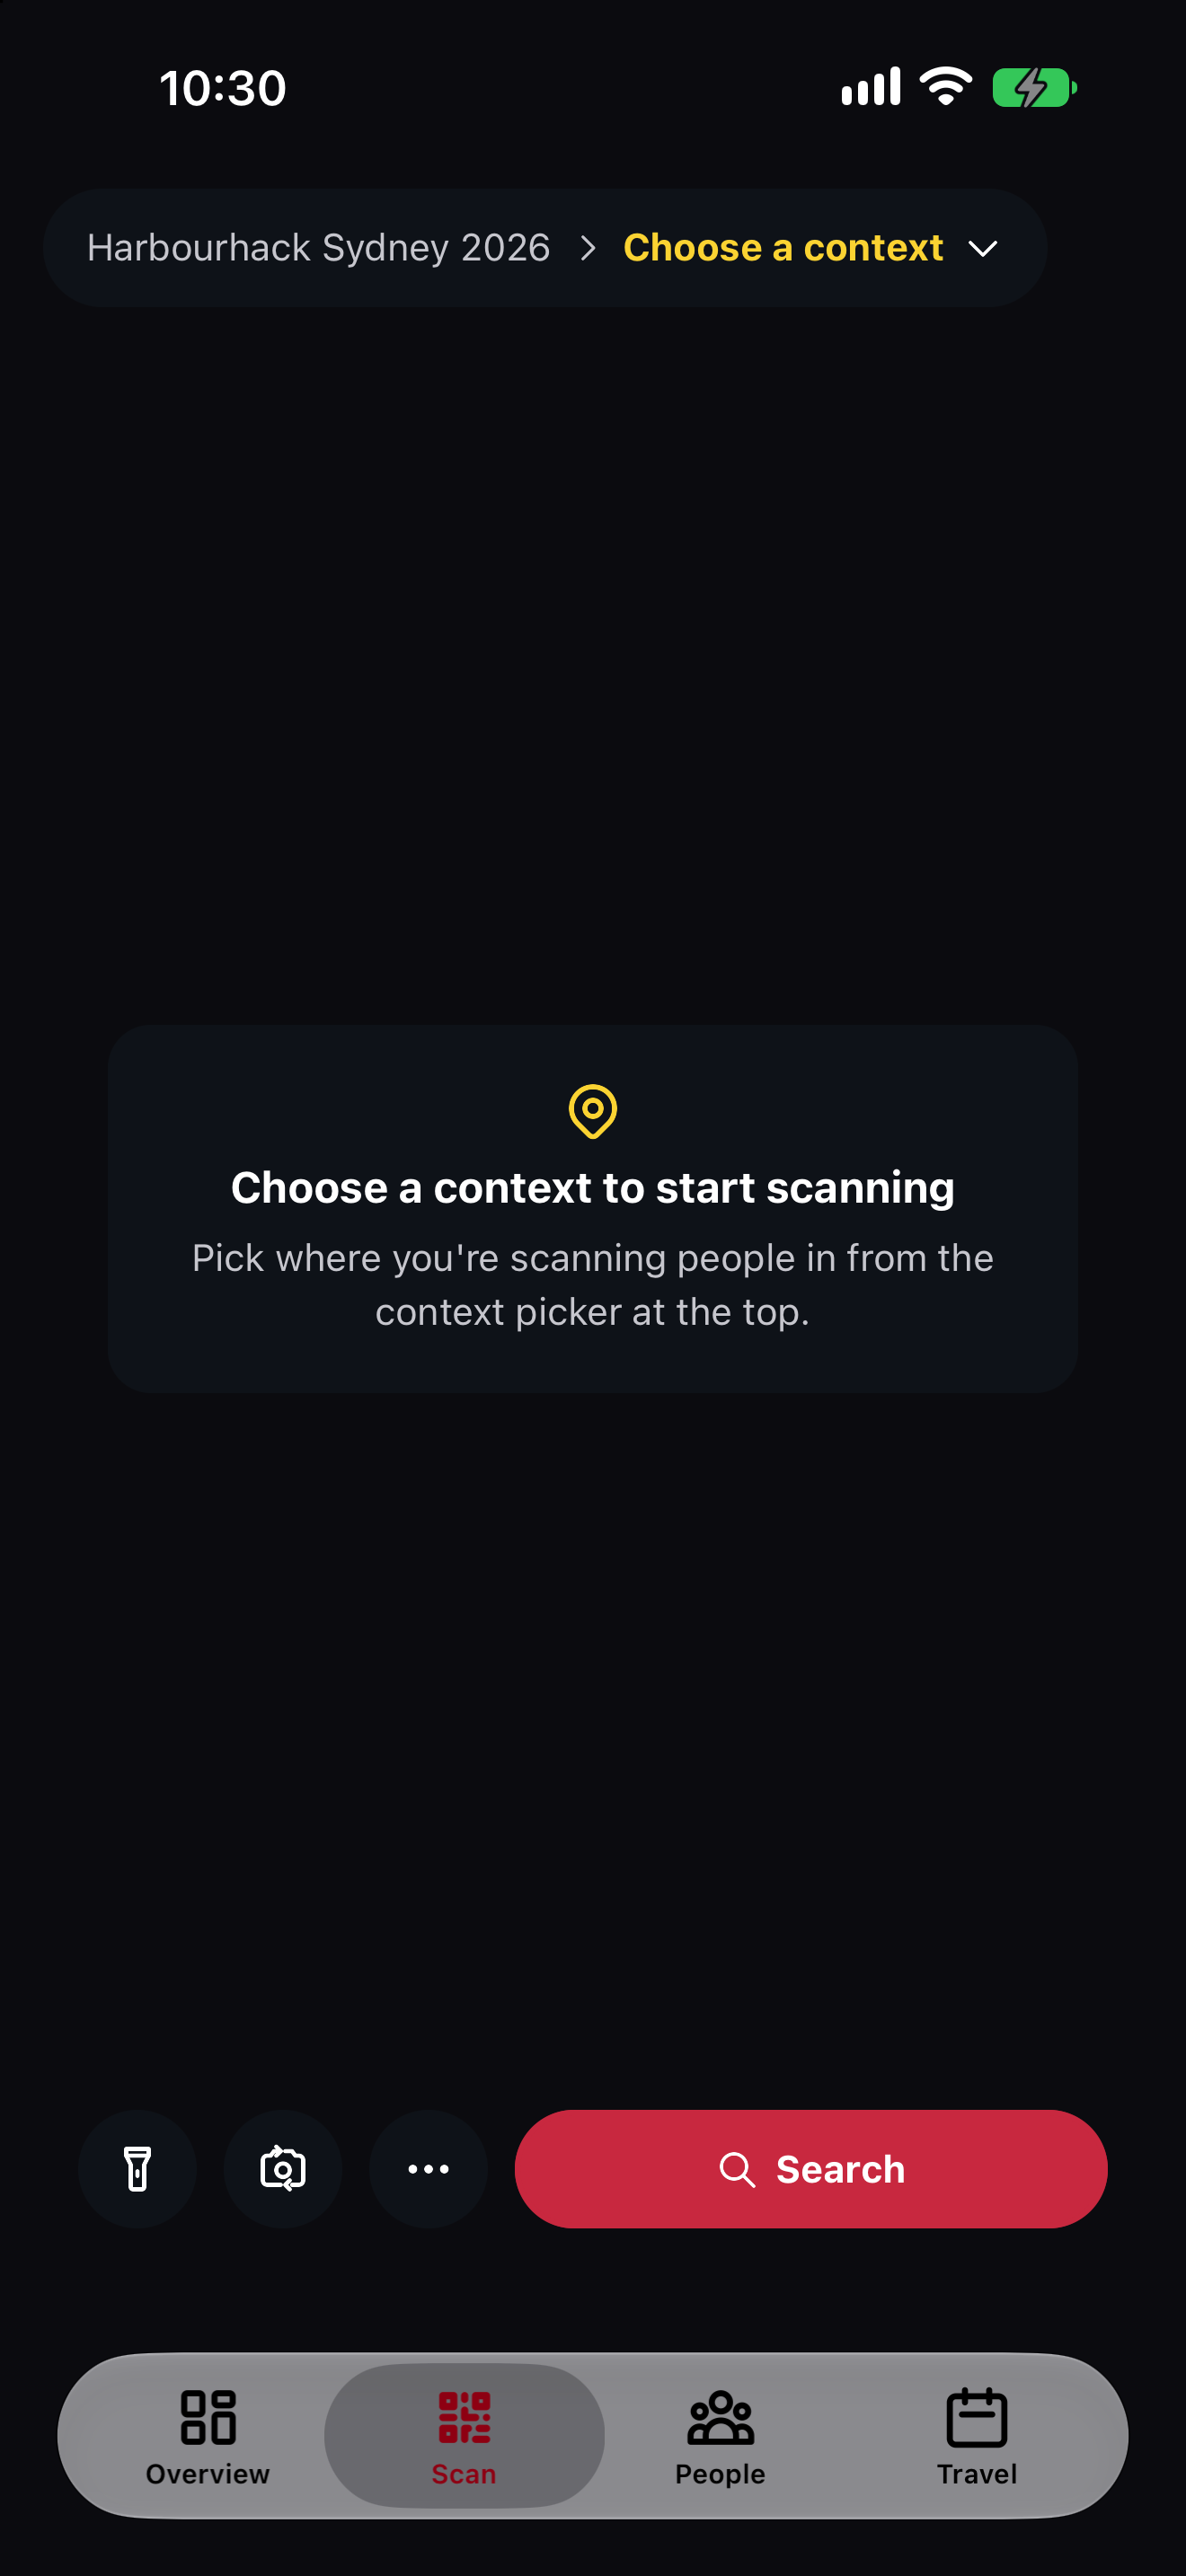 10:30
Harbourhack Sydney 2026 > Choose a context
Choose a context to start scanning
Pick where you're scanning people in from the
context picker at the top.
Search
Overview
Scan
People
Travel